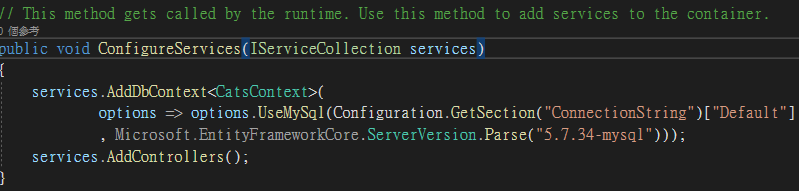 // This method gets called by the runtime. Use this method to add services to the container.
0 個參考
public void ConfigureServices(IServiceCollection services)
{
services.AddDbContext<CatsContext>(
options => options.UseMySql(Configuration.GetSection("ConnectionString")["Default"]
, Microsoft.EntityFrameworkCore.ServerVersion.Parse("5.7.34-mysql")));
services.AddControllers();
}